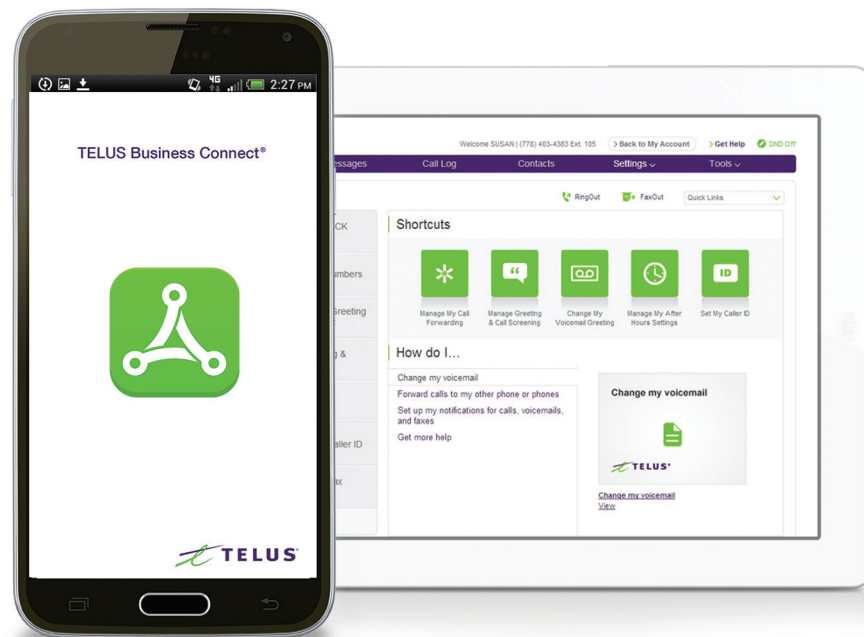 4G
2:27 PM
TELUS Business Connect®
TELUS®
Welcome SUSAN | (778) 403-4383 Ext. 105
Back to My Account
Get Help
DND Off
Call Log
Contacts
Settings
Tools
RingOut
FaxOut
Quick Links
Shortcuts
ID
Manage My Call
Forwarding
Manage Greeting
& Call Screening
Change My
Voicemail Greeting
Manage My After
Hours Settings
Set My Caller ID
How do I...
Change my voicemail
Forward calls to my other phone or phones
Set up my notifications for calls, voicemails,
and faxes
Get more help
Change my voicemail
TELUS®
Change my voicemail
View
essages
CK
umbers
Greeting
g &
aller ID
ax